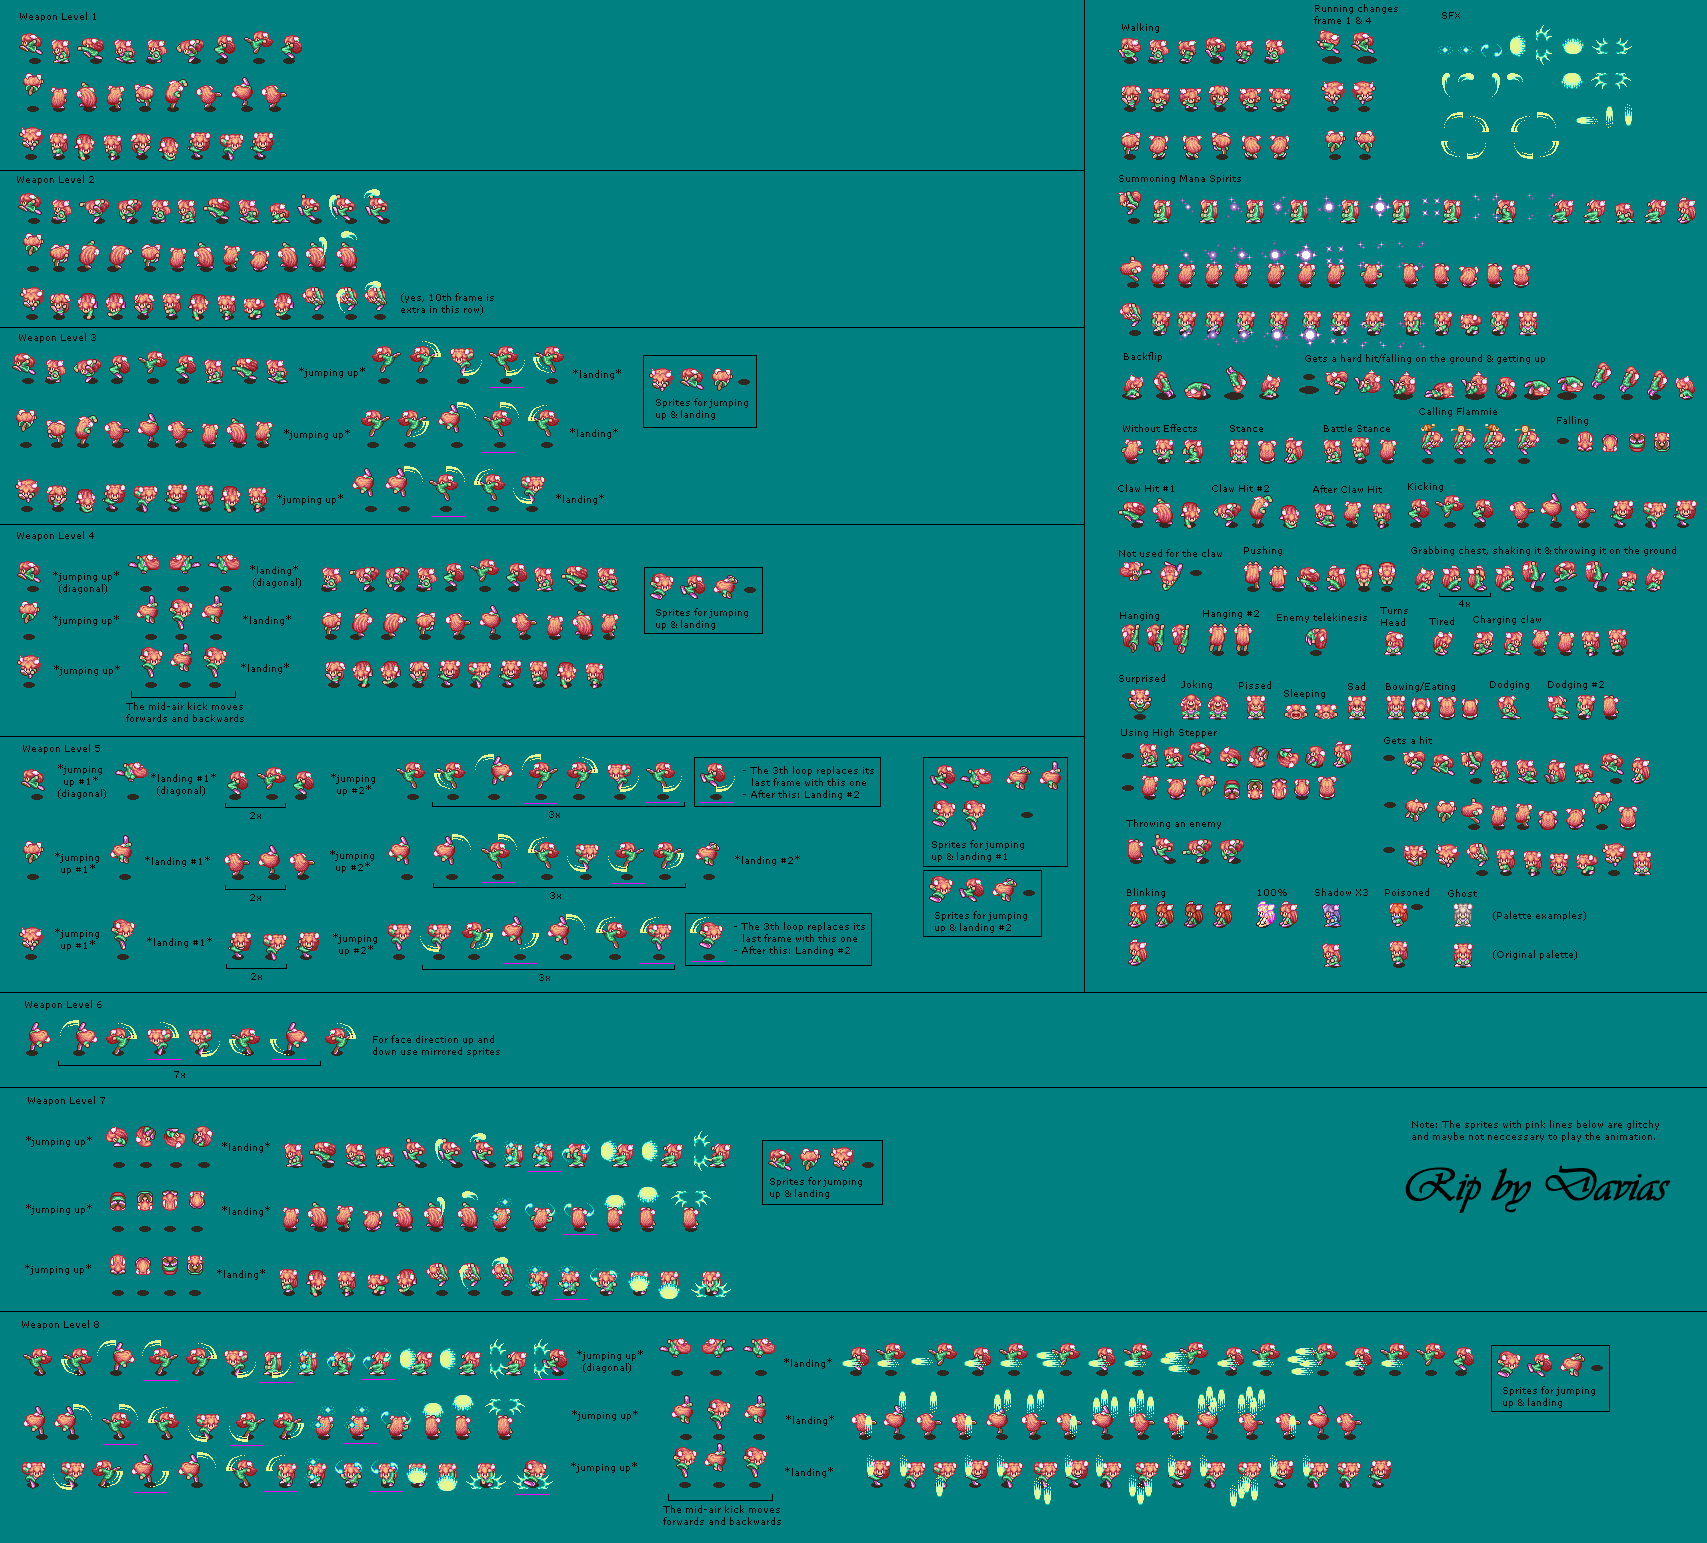 Weapon Level 1
Weapon Level 2
(yes, 10th frame is
extra in this row)
Weapon Level 3
*jumping up*
*landing*
Sprites for jumping
up & landing
*jumping up*
*landing*
*jumping up*
*landing*
Weapon Level 4
*jumping up*
(diagonal)
*landing*
(diagonal)
Sprites for jumping
up & landing
*jumping up*
*landing*
*jumping up*
*landing*
The mid-air kick moves
forwards and backwards
Weapon Level 5
*jumping
up #1*
(diagonal)
*landing #1*
(diagonal)
2x
*jumping
up #2*
3x
- The 3th loop replaces its
last frame with this one
- After this: Landing #2
*jumping
up #1*
*landing #1*
2x
*jumping
up #2*
3x
*landing #2*
Sprites for jumping
up & landing #1
Sprites for jumping
up & landing #2
*jumping
up #1*
*landing #1*
2x
*jumping
up #2*
3x
- The 3th loop replaces its
last frame with this one
- After this: Landing #2
Running changes
frame 1 & 4
SFX
Walking
Summoning Mana Spirits
Backflip
Gets a hard hit/falling on the ground & getting up
Calling Flammie
Falling
Without Effects
Stance
Battle Stance
Claw Hit #1
Claw Hit #2
After Claw Hit
Kicking
Not used for the claw
Pushing
Grabbing chest, shaking it & throwing it on the ground
4x
Hanging
Hanging #2
Enemy telekinesis
Turns
Head
Tired
Charging claw
Surprised
Joking
Pissed
Sleeping
Sad
Bowing/Eating
Dodging
Dodging #2
Using High Stepper
Gets a hit
Throwing an enemy
Blinking
100%
Shadow X3
Poisoned
Ghost
(Palette examples)
(Original palette)
Weapon Level 6
7x
For face direction up and
down use mirrored sprites
Weapon Level 7
*jumping up*
*landing*
Sprites for jumping
up & landing
*jumping up*
*landing*
*jumping up*
*landing*
Note: The sprites with pink lines below are glitchy
and maybe not neccessary to play the animation.
Rip by Davias
Weapon Level 8
*jumping up*
(diagonal)
*landing*
Sprites for jumping
up & landing
*jumping up*
*landing*
*jumping up*
*landing*
The mid-air kick moves
forwards and backwards